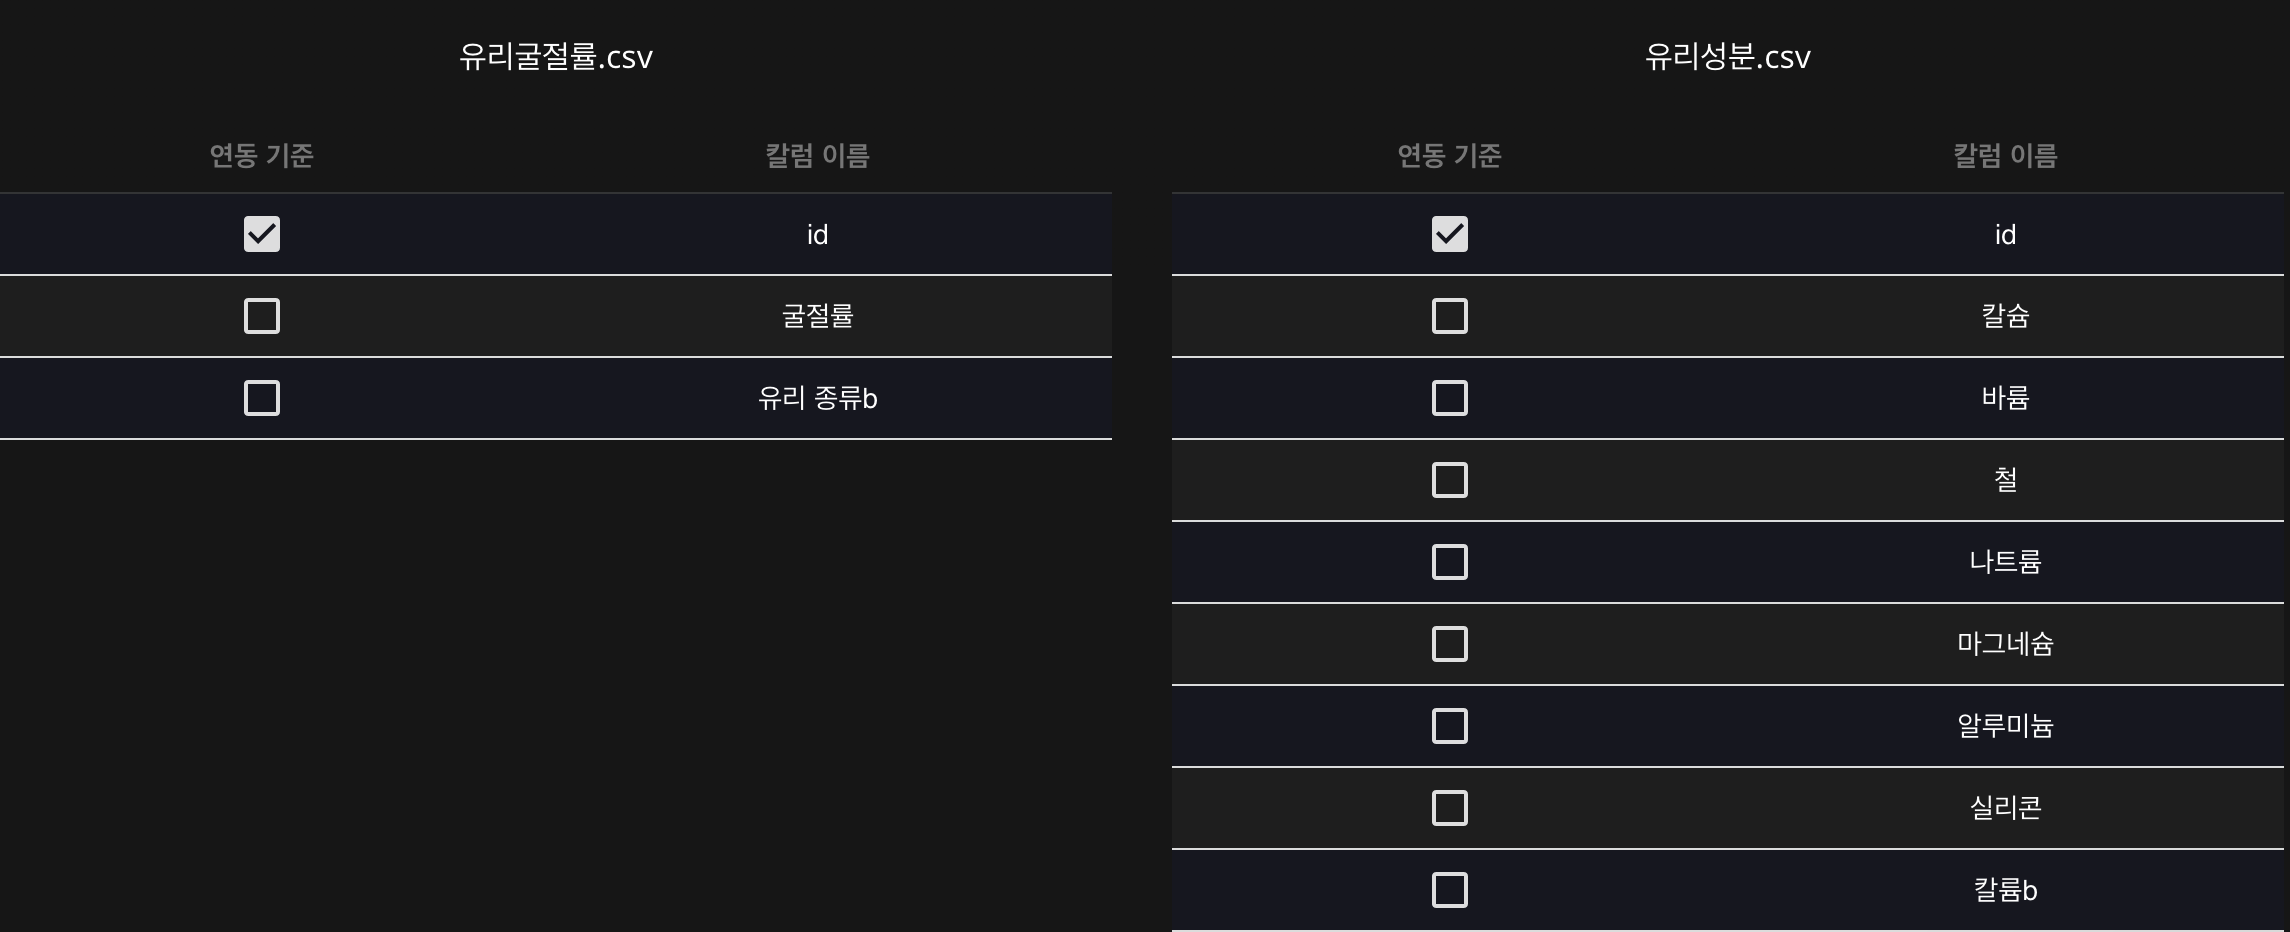 유리굴절률.csv
연동 기준 칼럼 이름
id
굴절률
유리 종류b
유리성분.csv
연동 기준 칼럼 이름
id
칼슘
바륨
철
나트륨
마그네슘
알루미늄
실리콘
칼륨b